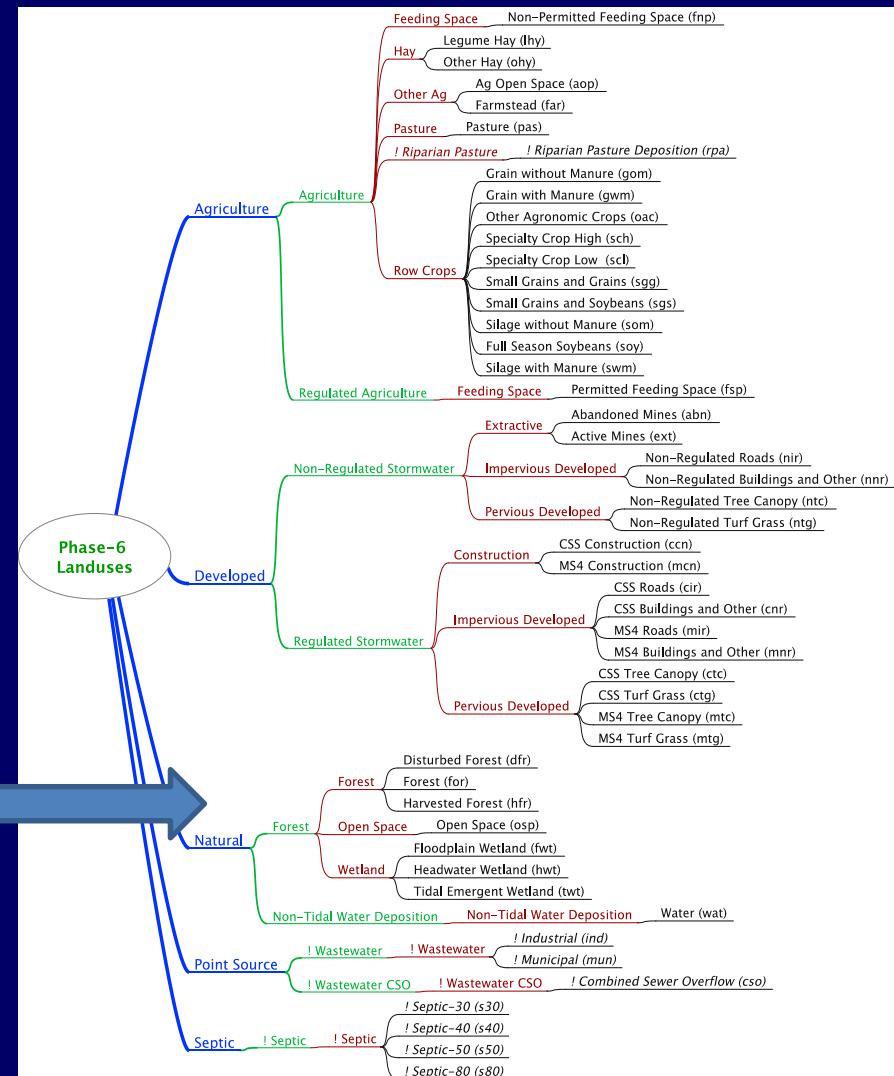 Feeding Space
Non-Permitted Feeding Space (fnp)
Hay
Legume Hay (lhy)
Other Hay (ohy)
Other Ag
Ag Open Space (aop)
Farmstead (far)
Pasture
Pasture (pas)
! Riparian Pasture
! Riparian Pasture Deposition (rpa)
Agriculture
Agriculture
Row Crops
Grain without Manure (gom)
Grain with Manure (gwm)
Other Agronomic Crops (oac)
Specialty Crop High (sch)
Specialty Crop Low (scl)
Small Grains and Grains (sgg)
Small Grains and Soybeans (sgs)
Silage without Manure (som)
Full Season Soybeans (soy)
Silage with Manure (swm)
Regulated Agriculture
Feeding Space
Permitted Feeding Space (fsp)
Phase-6
Landuses
Developed
Non-Regulated Stormwater
Extractive
Abandoned Mines (abn)
Active Mines (ext)
Impervious Developed
Non-Regulated Roads (nir)
Non-Regulated Buildings and Other (nnr)
Pervious Developed
Non-Regulated Tree Canopy (ntc)
Non-Regulated Turf Grass (ntg)
Regulated Stormwater
Construction
CSS Construction (ccn)
MS4 Construction (mcn)
Impervious Developed
CSS Roads (cir)
CSS Buildings and Other (cnr)
MS4 Roads (mir)
MS4 Buildings and Other (mnr)
Pervious Developed
CSS Tree Canopy (ctc)
CSS Turf Grass (ctg)
MS4 Tree Canopy (mtc)
MS4 Turf Grass (mtg)
Natural
Forest
Forest
Disturbed Forest (dfr)
Forest (for)
Harvested Forest (hfr)
Open Space
Open Space (osp)
Wetland
Floodplain Wetland (fwt)
Headwater Wetland (hwt)
Tidal Emergent Wetland (twt)
Non-Tidal Water Deposition
Non-Tidal Water Deposition
Water (wat)
Point Source
! Wastewater
! Wastewater
! Industrial (ind)
! Municipal (mun)
! Wastewater CSO
! Wastewater CSO
! Combined Sewer Overflow (cso)
Septic
! Septic
! Septic
! Septic-30 (s30)
! Septic-40 (s40)
! Septic-50 (s50)
! Septic-80 (s80)